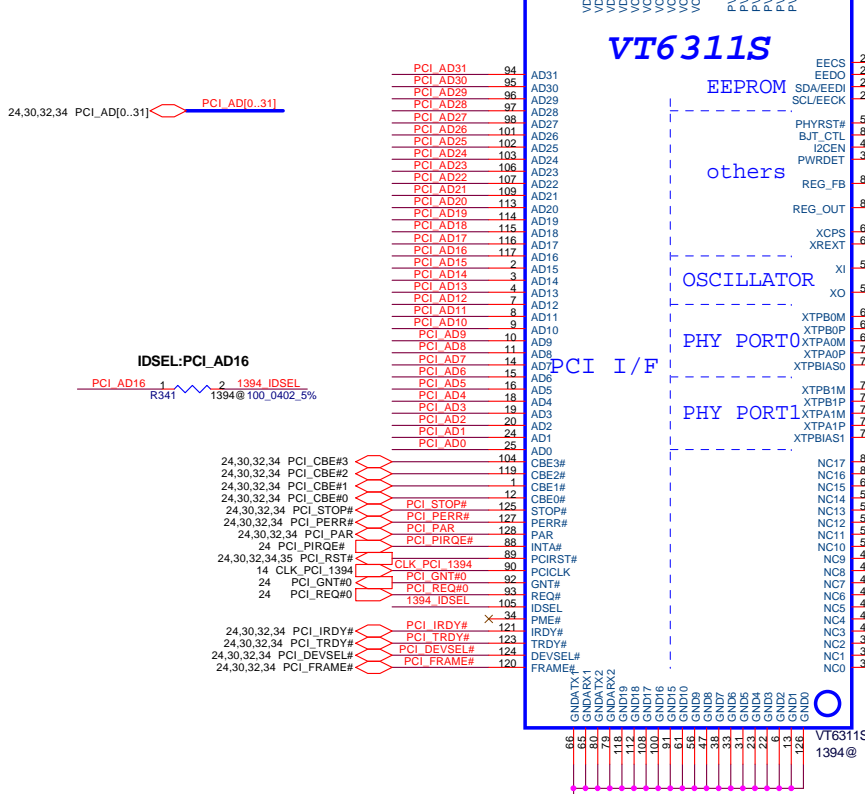 VT6311S
EEPROM
others
OSCILLATOR
PHY PORT0
PHY PORT1
PCI I/F
24,30,32,34 PCI_AD[0..31] PCI_AD[0..31]
IDSEL:PCI_AD16
PCI_AD16 1 2 1394_IDSEL
R341 1394@ 100_0402_5%
PCI_AD31 94 AD31
PCI_AD30 95 AD30
PCI_AD29 96 AD29
PCI_AD28 97 AD28
PCI_AD27 98 AD27
PCI_AD26 101 AD26
PCI_AD25 102 AD25
PCI_AD24 103 AD24
PCI_AD23 106 AD23
PCI_AD22 107 AD22
PCI_AD21 109 AD21
PCI_AD20 113 AD20
PCI_AD19 114 AD19
PCI_AD18 115 AD18
PCI_AD17 116 AD17
PCI_AD16 117 AD16
PCI_AD15 2 AD15
PCI_AD14 3 AD14
PCI_AD13 4 AD13
PCI_AD12 7 AD12
PCI_AD11 8 AD11
PCI_AD10 9 AD10
PCI_AD9 10 AD9
PCI_AD8 11 AD8
PCI_AD7 14 AD7
PCI_AD6 15 AD6
PCI_AD5 16 AD5
PCI_AD4 18 AD4
PCI_AD3 19 AD3
PCI_AD2 20 AD2
PCI_AD1 24 AD1
PCI_AD0 25 AD0
24,30,32,34 PCI_CBE#3 104 CBE3#
24,30,32,34 PCI_CBE#2 119 CBE2#
24,30,32,34 PCI_CBE#1 1 CBE1#
24,30,32,34 PCI_CBE#0 12 CBE0#
24,30,32,34 PCI_STOP# PCI_STOP# 125 STOP#
24,30,32,34 PCI_PERR# PCI_PERR# 127 PERR#
24,30,32,34 PCI_PAR PCI_PAR 128 PAR
24 PCI_PIRQE# PCI_PIRQE# 88 INTA#
24,30,32,34,35 PCI_RST# 89 PCIRST#
14 CLK_PCI_1394 CLK_PCI_1394 90 PCICLK
24 PCI_GNT#0 PCI_GNT#0 92 GNT#
24 PCI_REQ#0 PCI_REQ#0 93 REQ#
1394_IDSEL 105 IDSEL
34 PME#
24,30,32,34 PCI_IRDY# PCI_IRDY# 121 IRDY#
24,30,32,34 PCI_TRDY# PCI_TRDY# 123 TRDY#
24,30,32,34 PCI_DEVSEL# PCI_DEVSEL# 124 DEVSEL#
24,30,32,34 PCI_FRAME# PCI_FRAME# 120 FRAME#
EECS
EEDO
SDA/EEDI
SCL/EECK
PHYRST#
BJT_CTL
I2CEN
PWRDET
REG_FB
REG_OUT
XCPS
XREXT
XI
XO
XTPB0M
XTPB0P
XTPA0M
XTPA0P
XTPBIAS0
XTPB1M
XTPB1P
XTPA1M
XTPA1P
XTPBIAS1
NC17
NC16
NC15
NC14
NC13
NC12
NC11
NC10
NC9
NC8
NC7
NC6
NC5
NC4
NC3
NC2
NC1
NC0
GNDATX1 66
GNDARX1 65
GNDATX2 80
GNDARX2 79
GND19 118
GND18 112
GND17 108
GND16 100
GND15 91
GND10 61
GND9 56
GND8 47
GND7 38
GND6 33
GND5 31
GND4 23
GND3 22
GND2 6
GND1 13
GND0 126
VT6311S
1394@